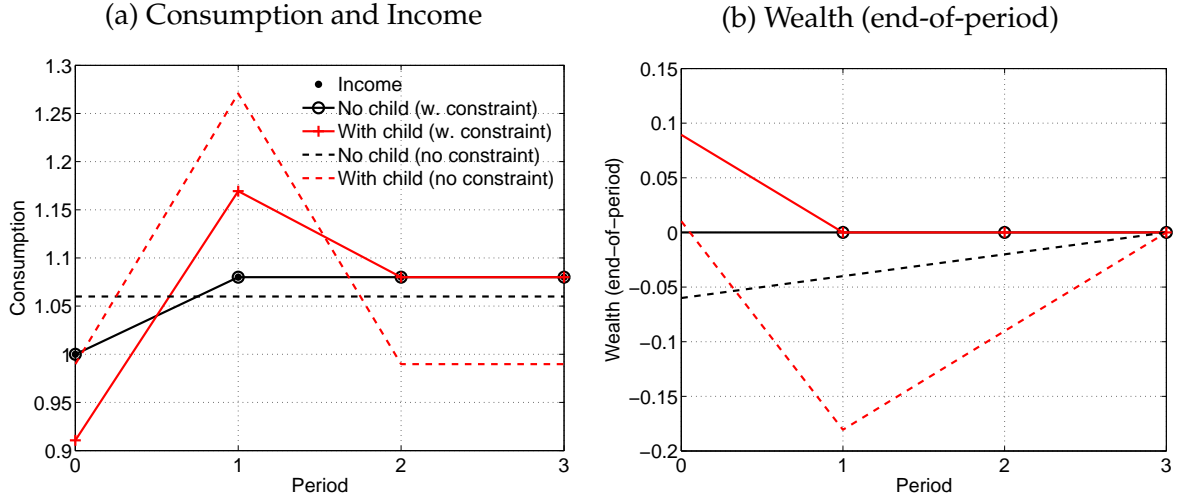 (a) Consumption and Income
1.3
1.25
1.2
1.15
1.1
1.05
1
0.95
0.9
0
1
2
3
Period
Consumption
Income
No child (w. constraint)
With child (w. constraint)
No child (no constraint)
With child (no constraint)
(b) Wealth (end-of-period)
0.15
0.1
0.05
0
−0.05
−0.1
−0.15
−0.2
0
1
2
3
Period
Wealth (end−of−period)